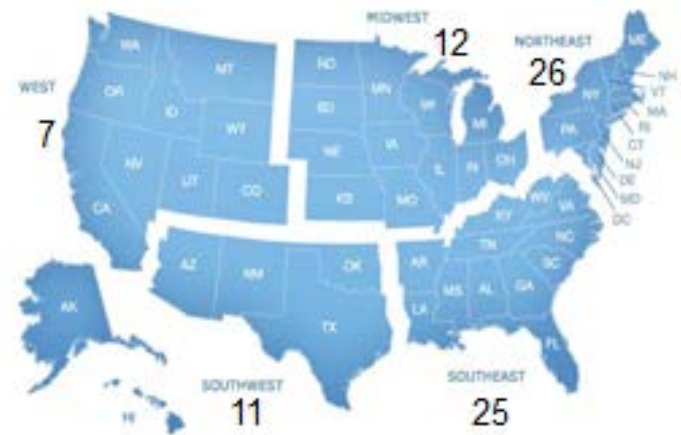 MIDWEST
12
NORTHEAST
26
WEST
7
WA
OR
ID
MT
WY
NV
UT
CO
CA
ND
SD
NE
KS
MN
IA
MO
WI
IL
MI
IN
OH
ME
NH
VT
NY
MA
RI
CT
PA
NJ
DE
MD
DC
AZ
NM
OK
TX
AR
LA
MS
AL
TN
KY
WV
VA
NC
SC
GA
FL
AK
HI
SOUTHWEST
11
SOUTHEAST
25